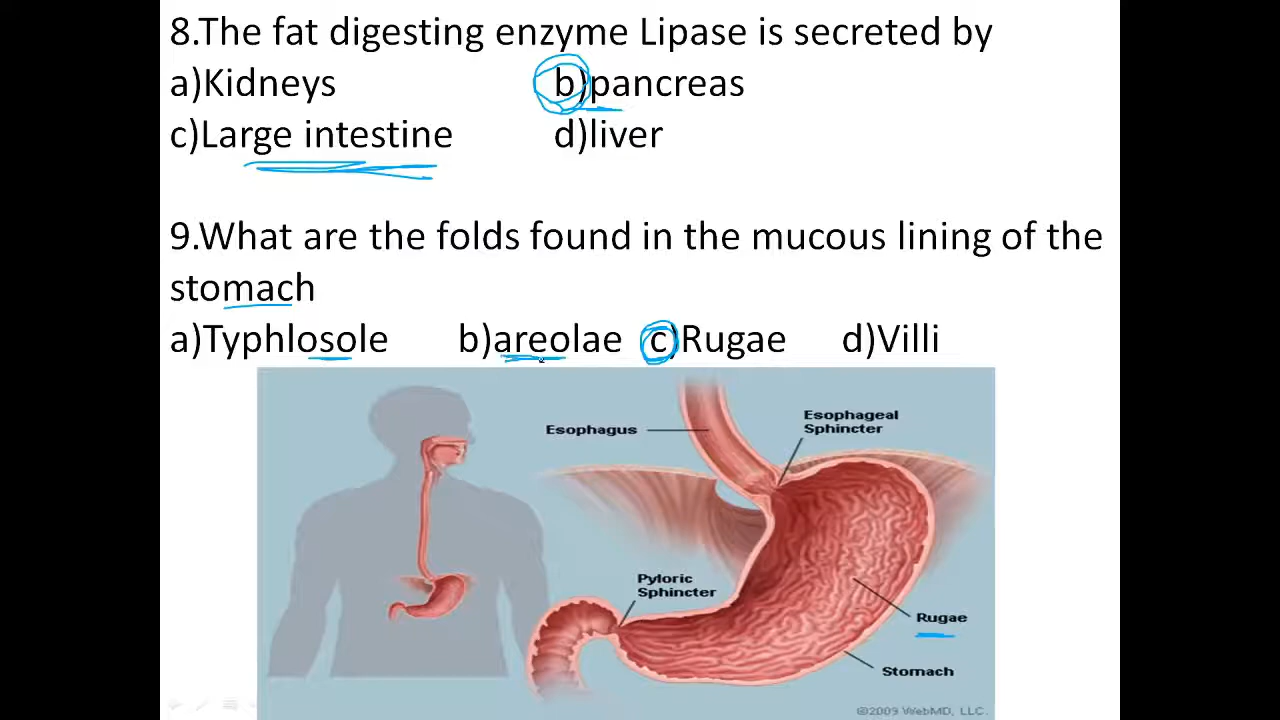 8.The fat digesting enzyme Lipase is secreted by
a)Kidneys b)pancreas
c)Large intestine d)liver
9.What are the folds found in the mucous lining of the
stomach
a)Typhlosole b)areolae c)Rugae d)Villi
Esophageal
Sphincter
Esophagus
Pyloric
Sphincter
Rugae
Stomach
©2009 WebMD, LLC.